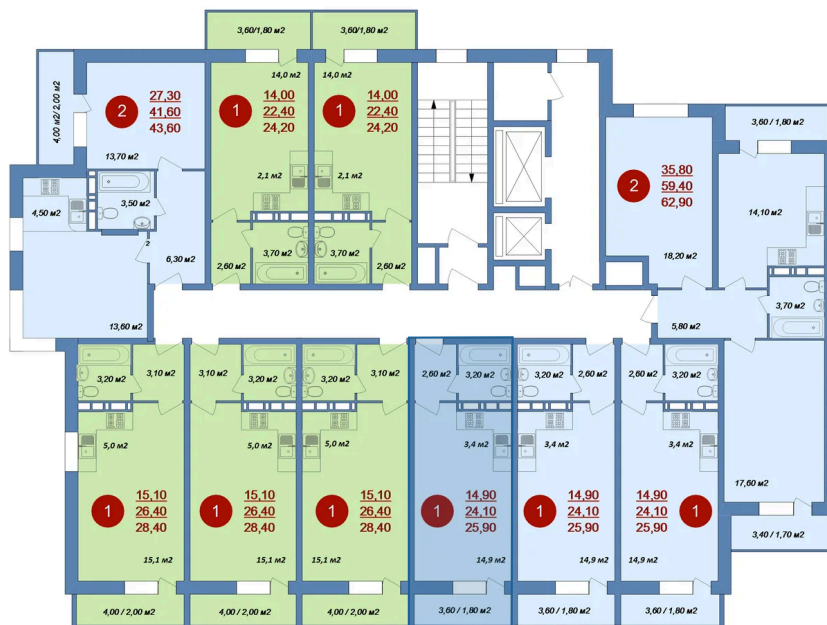 3,60/1,80 м2
3,60/1,80 м2
4,00 м2 / 2,00 м2
2
27,30
41,60
43,60
13,70 м2
14,0 м2
1
14,00
22,40
24,20
2,1 м2
14,0 м2
1
14,00
22,40
24,20
2,1 м2
3,60 / 1,80 м2
2
35,80
59,40
62,90
18,20 м2
14,10 м2
4,50 м2
3,50 м2
2
6,30 м2
13,60 м2
2,60 м2
3,70 м2
3,70 м2
2,60 м2
5,80 м2
3,70 м2
3,20 м2
3,10 м2
3,10 м2
3,20 м2
3,20 м2
3,10 м2
2,60 м2
3,20 м2
3,20 м2
2,60 м2
2,60 м2
3,20 м2
5,0 м2
5,0 м2
5,0 м2
3,4 м2
3,4 м2
3,4 м2
17,60 м2
1
15,10
26,40
28,40
1
15,10
26,40
28,40
1
15,10
26,40
28,40
1
14,90
24,10
25,90
1
14,90
24,10
25,90
14,90
24,10
25,90
1
3,40 / 1,70 м2
15,1 м2
15,1 м2
15,1 м2
14,9 м2
14,9 м2
14,9 м2
4,00 / 2,00 м2
4,00 / 2,00 м2
4,00 / 2,00 м2
3,60 / 1,80 м2
3,60 / 1,80 м2
3,60 / 1,80 м2